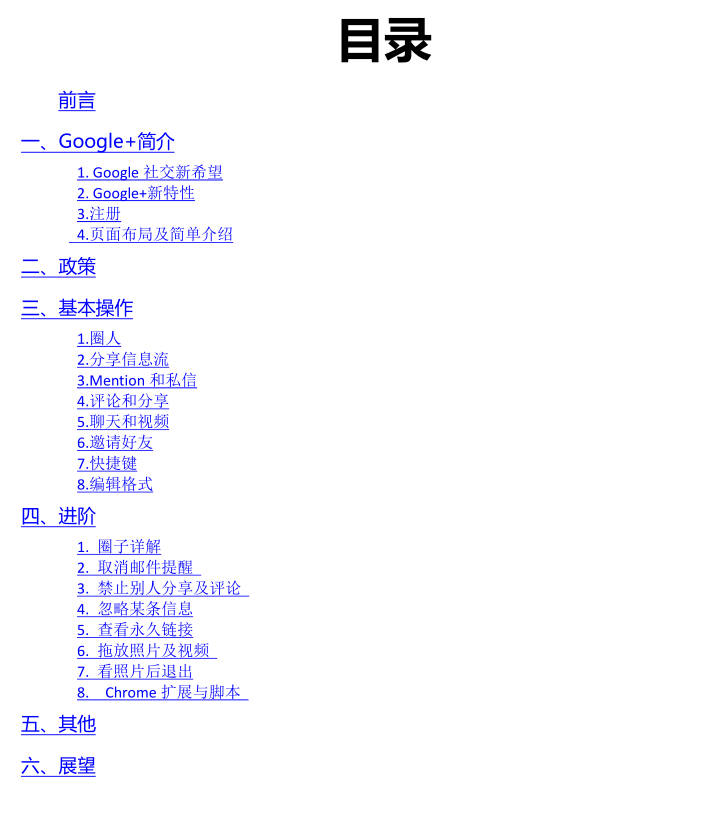 目录
前言
一、Google+简介
1. Google 社交新希望
2. Google+新特性
3.注册
4.页面布局及简单介绍
二、政策
三、基本操作
1.圈人
2.分享信息流
3.Mention 和私信
4.评论和分享
5.聊天和视频
6.邀请好友
7.快捷键
8.编辑格式
四、进阶
1. 圈子详解
2. 取消邮件提醒
3. 禁止别人分享及评论
4. 忽略某条信息
5. 查看永久链接
6. 拖放照片及视频
7. 看照片后退出
8. Chrome 扩展与脚本
五、其他
六、展望